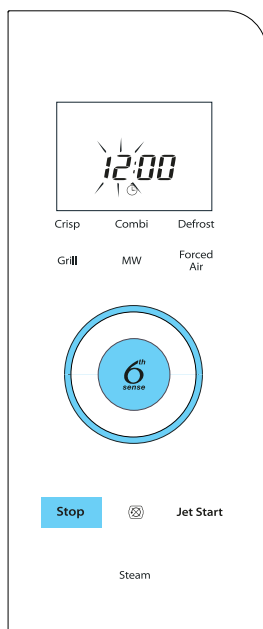 12:00
Crisp Combi Defrost
Grill MW Forced Air
6th
sense
Stop Jet Start
Steam